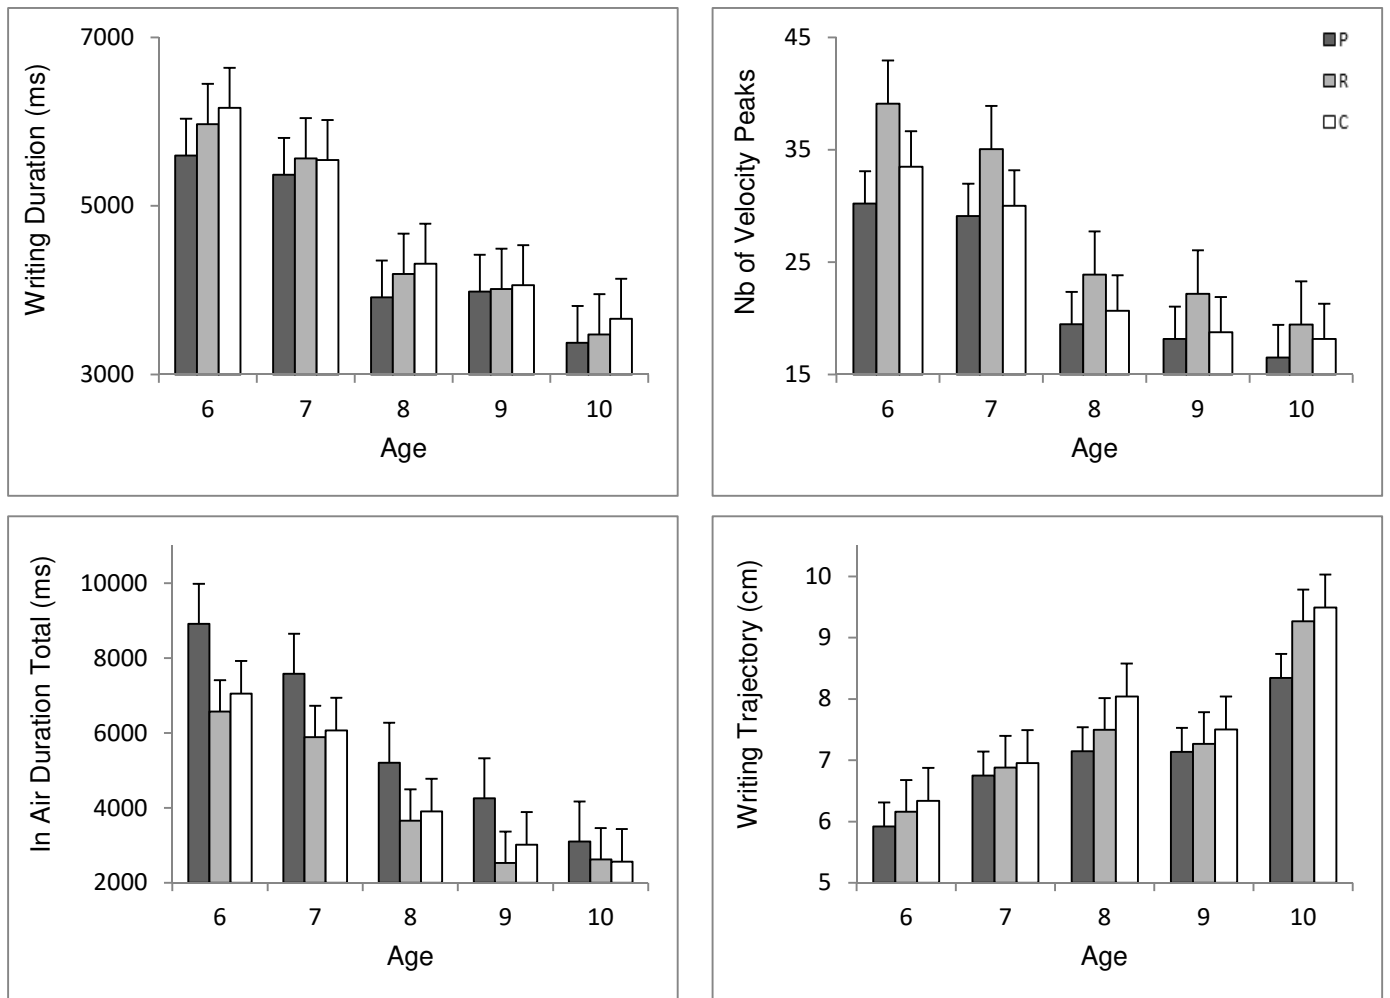 Writing Duration (ms)
7000
5000
3000
6 7 8 9 10
Age
Nb of Velocity Peaks
45
35
25
15
6 7 8 9 10
Age
P
R
C
In Air Duration Total (ms)
10000
8000
6000
4000
2000
6 7 8 9 10
Age
Writing Trajectory (cm)
10
9
8
7
6
5
6 7 8 9 10
Age